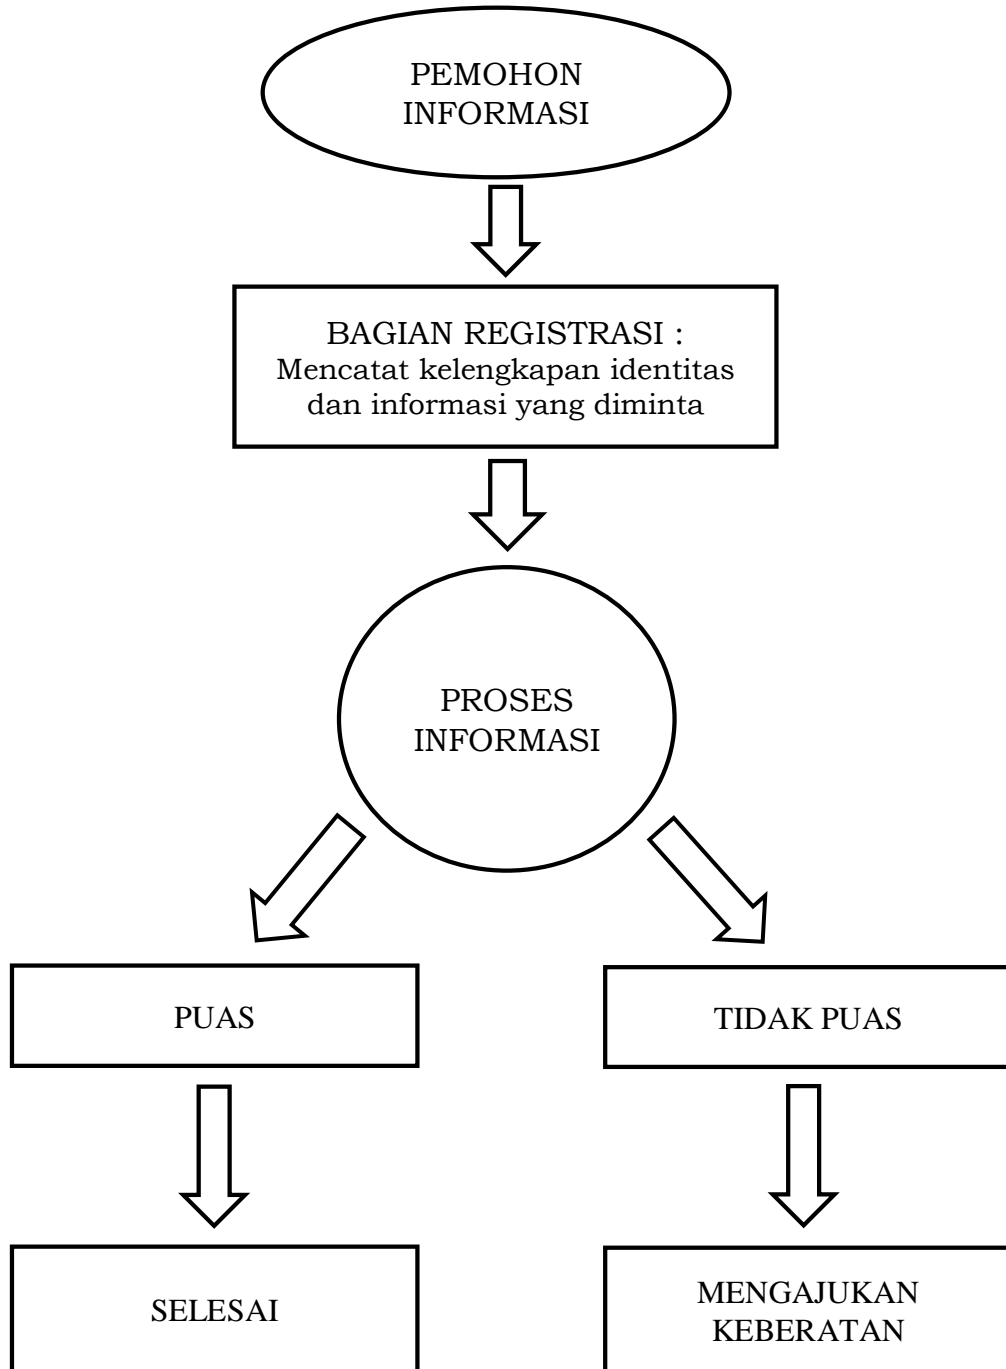 PEMOHON
INFORMASI
BAGIAN REGISTRASI :
Mencatat kelengkapan identitas
dan informasi yang diminta
PROSES
INFORMASI
PUAS
TIDAK PUAS
SELESAI
MENGAJUKAN
KEBERATAN